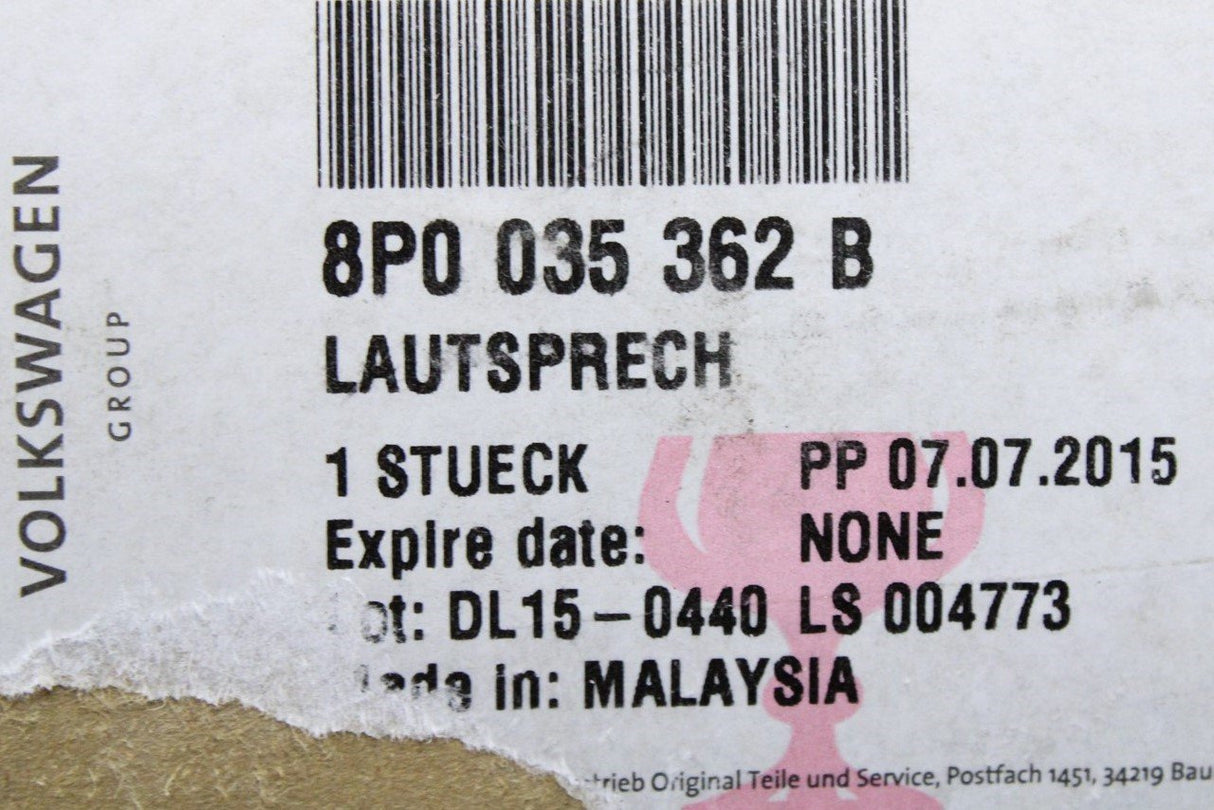 VOLKSWAGEN
GROUP
8P0 035 362 B
LAUTSPRECH
1 STUECK PP 07.07.2015
Expire date: NONE
DL15-0440 LS 004773
in: MALAYSIA
Original Teile und Service, Postfach 1451, 34219